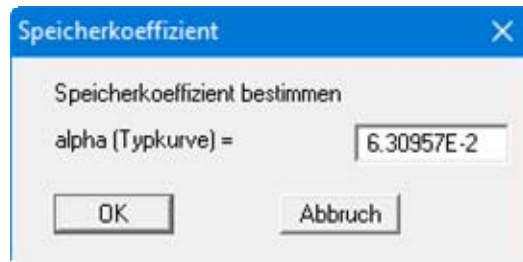 Speicherkoeffizient
Speicherkoeffizient bestimmen
alpha (Typkurve) = 6.30957E-2
OK Abbruch